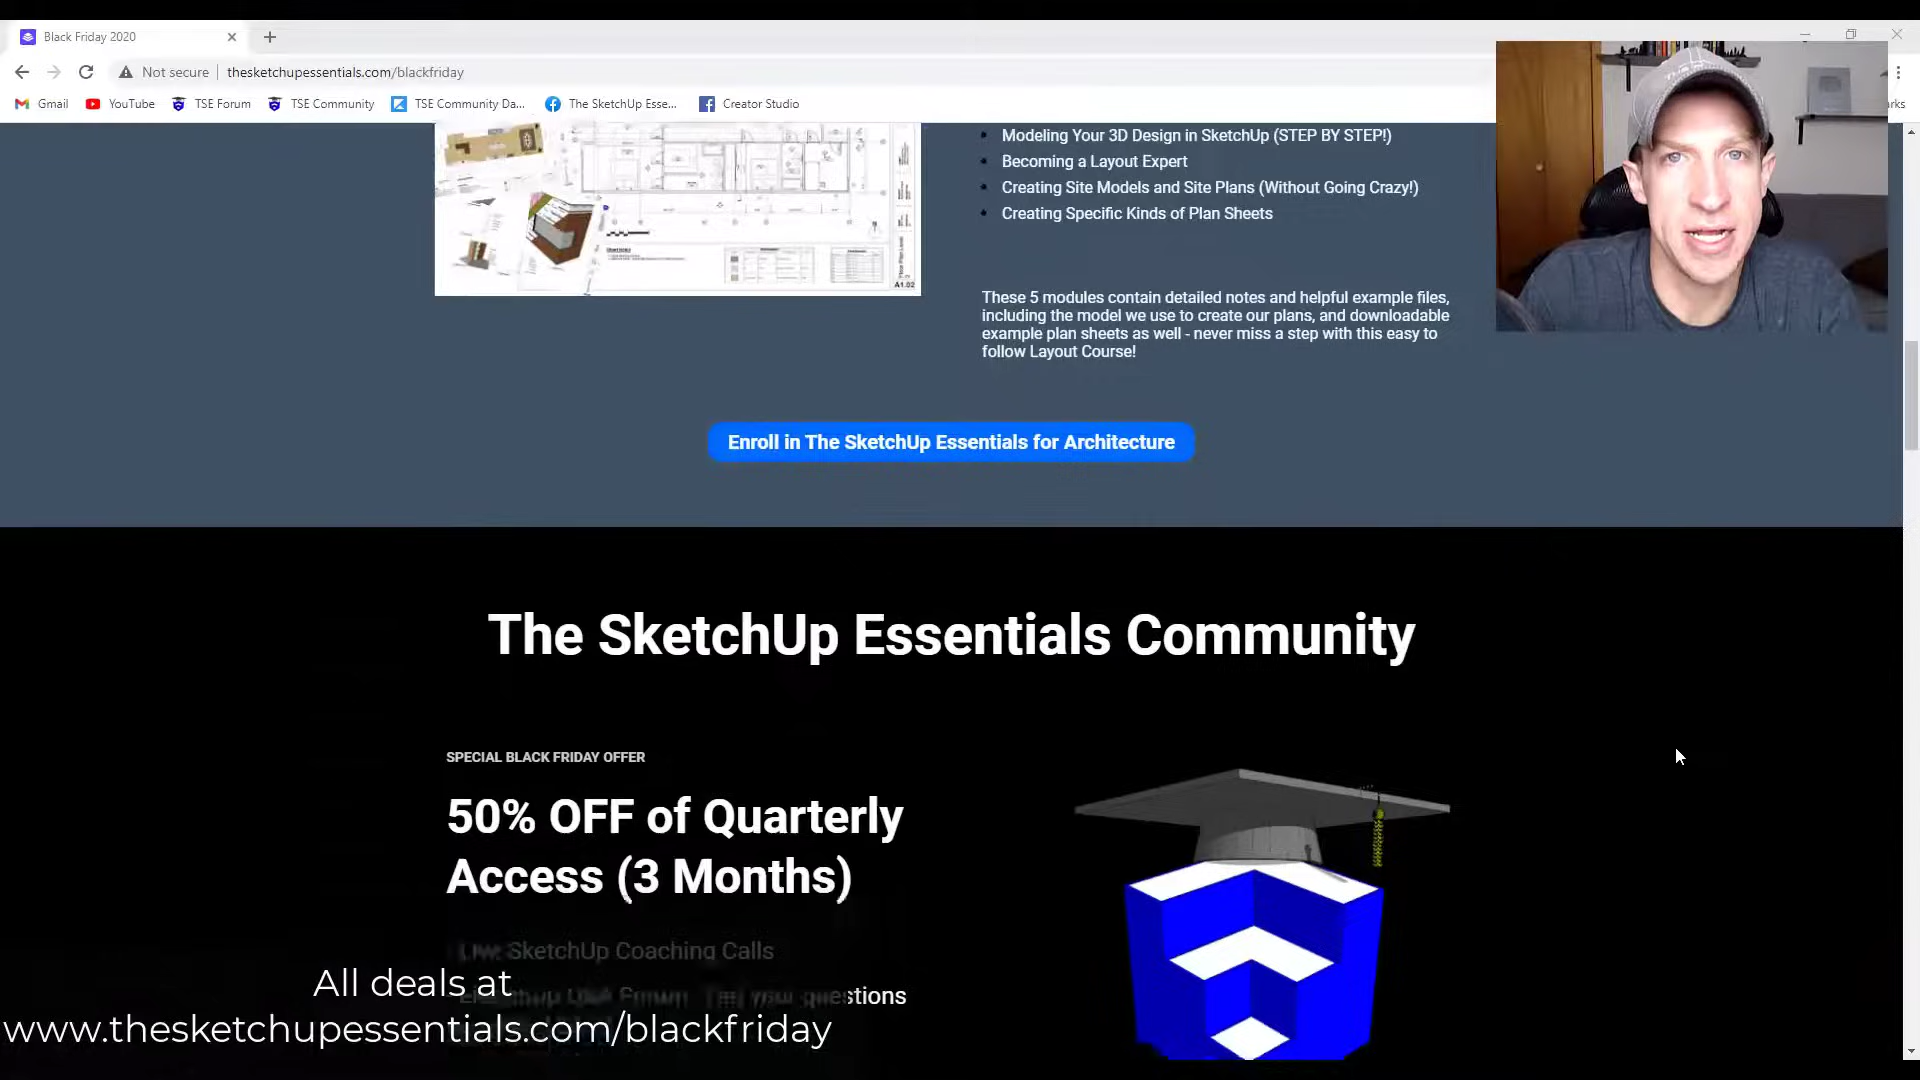 Black Friday 2020
Not secure
thesketchupessentials.com/blackfriday
Gmail
YouTube
TSE Forum
TSE Community
TSE Community Da...
The SketchUp Esse...
Creator Studio
Modeling Your 3D Design in SketchUp (STEP BY STEP!)
Becoming a Layout Expert
Creating Site Models and Site Plans (Without Going Crazy!)
Creating Specific Kinds of Plan Sheets
A1.02
These 5 modules contain detailed notes and helpful example files,
including the model we use to create our plans, and downloadable
example plan sheets as well - never miss a step with this easy to
follow Layout Course!
Enroll in The SketchUp Essentials for Architecture
The SketchUp Essentials Community
SPECIAL BLACK FRIDAY OFFER
50% OFF of Quarterly
Access (3 Months)
SketchUp Coaching Calls
All deals at
www.thesketchupessentials.com/blackfriday